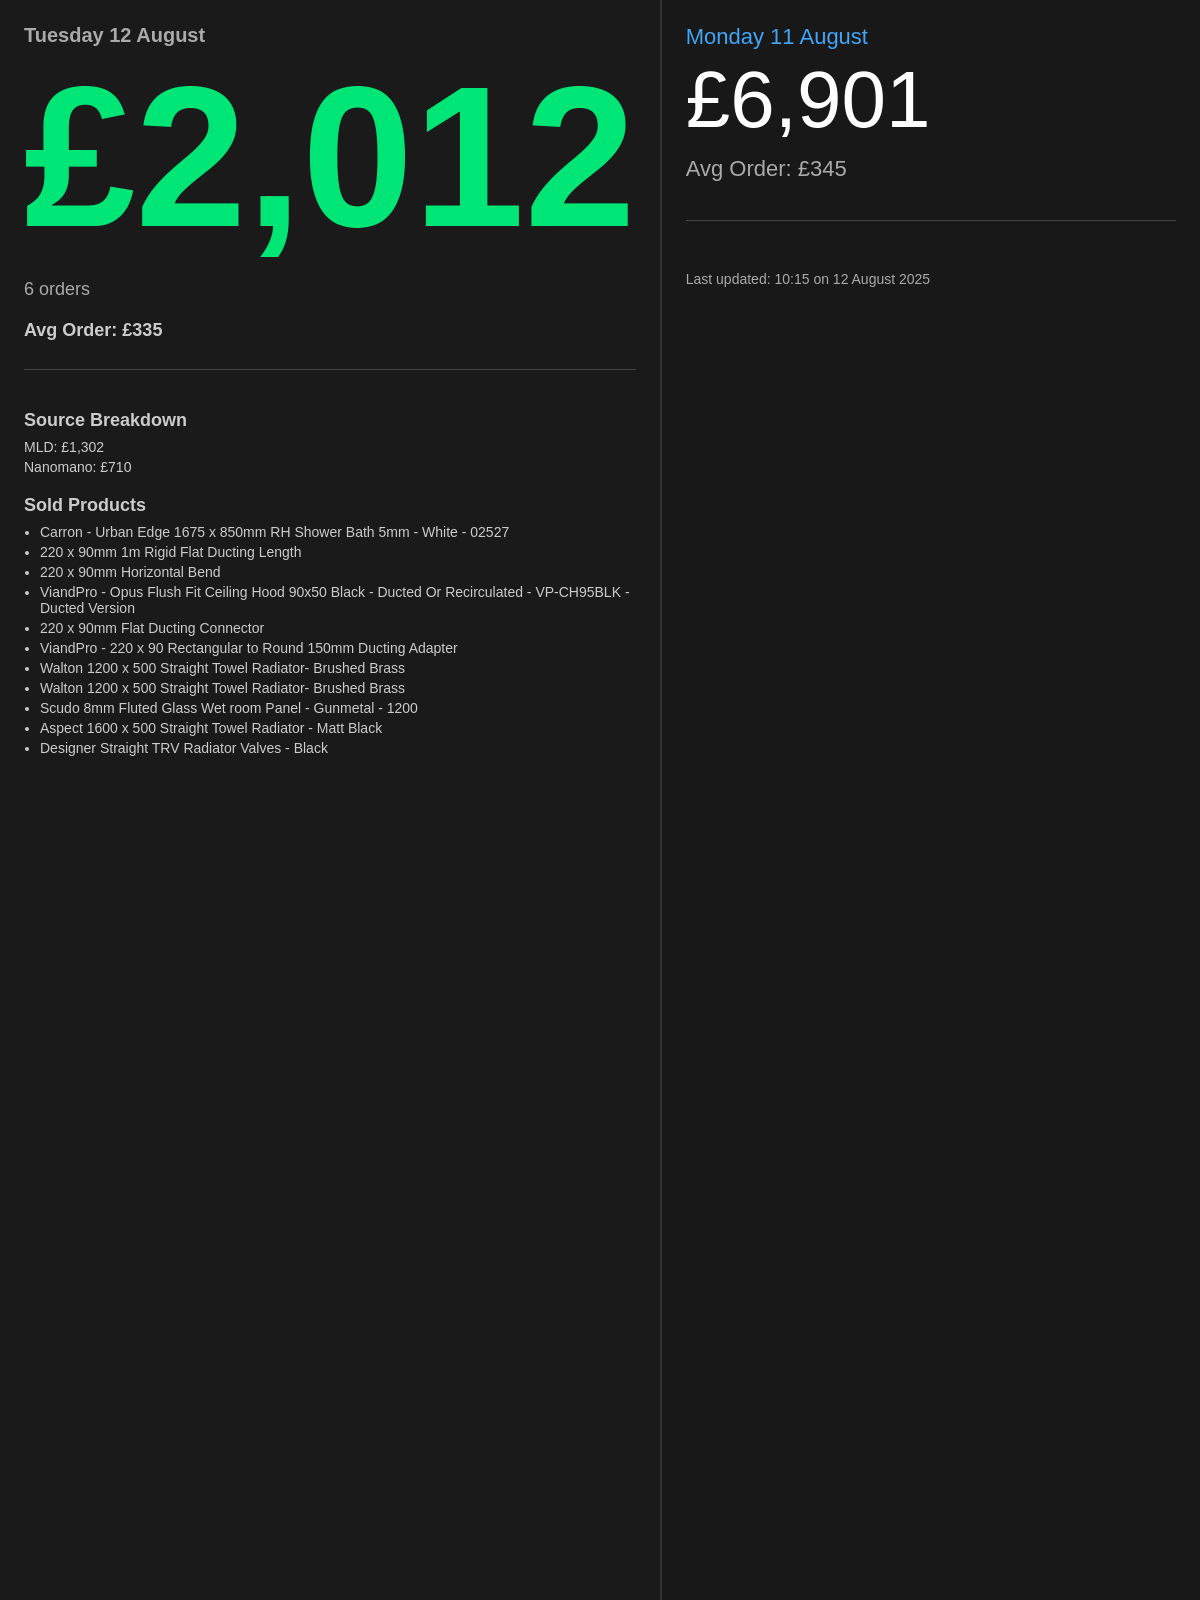 Tuesday 12 August
£2,012
6 orders
Avg Order: £335
Source Breakdown
MLD: £1,302
Nanomano: £710
Sold Products
• Carron - Urban Edge 1675 x 850mm RH Shower Bath 5mm - White - 02527
• 220 x 90mm 1m Rigid Flat Ducting Length
• 220 x 90mm Horizontal Bend
• ViandPro - Opus Flush Fit Ceiling Hood 90x50 Black - Ducted Or Recirculated - VP-CH95BLK -
Ducted Version
• 220 x 90mm Flat Ducting Connector
• ViandPro - 220 x 90 Rectangular to Round 150mm Ducting Adapter
• Walton 1200 x 500 Straight Towel Radiator- Brushed Brass
• Walton 1200 x 500 Straight Towel Radiator- Brushed Brass
• Scudo 8mm Fluted Glass Wet room Panel - Gunmetal - 1200
• Aspect 1600 x 500 Straight Towel Radiator - Matt Black
• Designer Straight TRV Radiator Valves - Black
Monday 11 August
£6,901
Avg Order: £345
Last updated: 10:15 on 12 August 2025